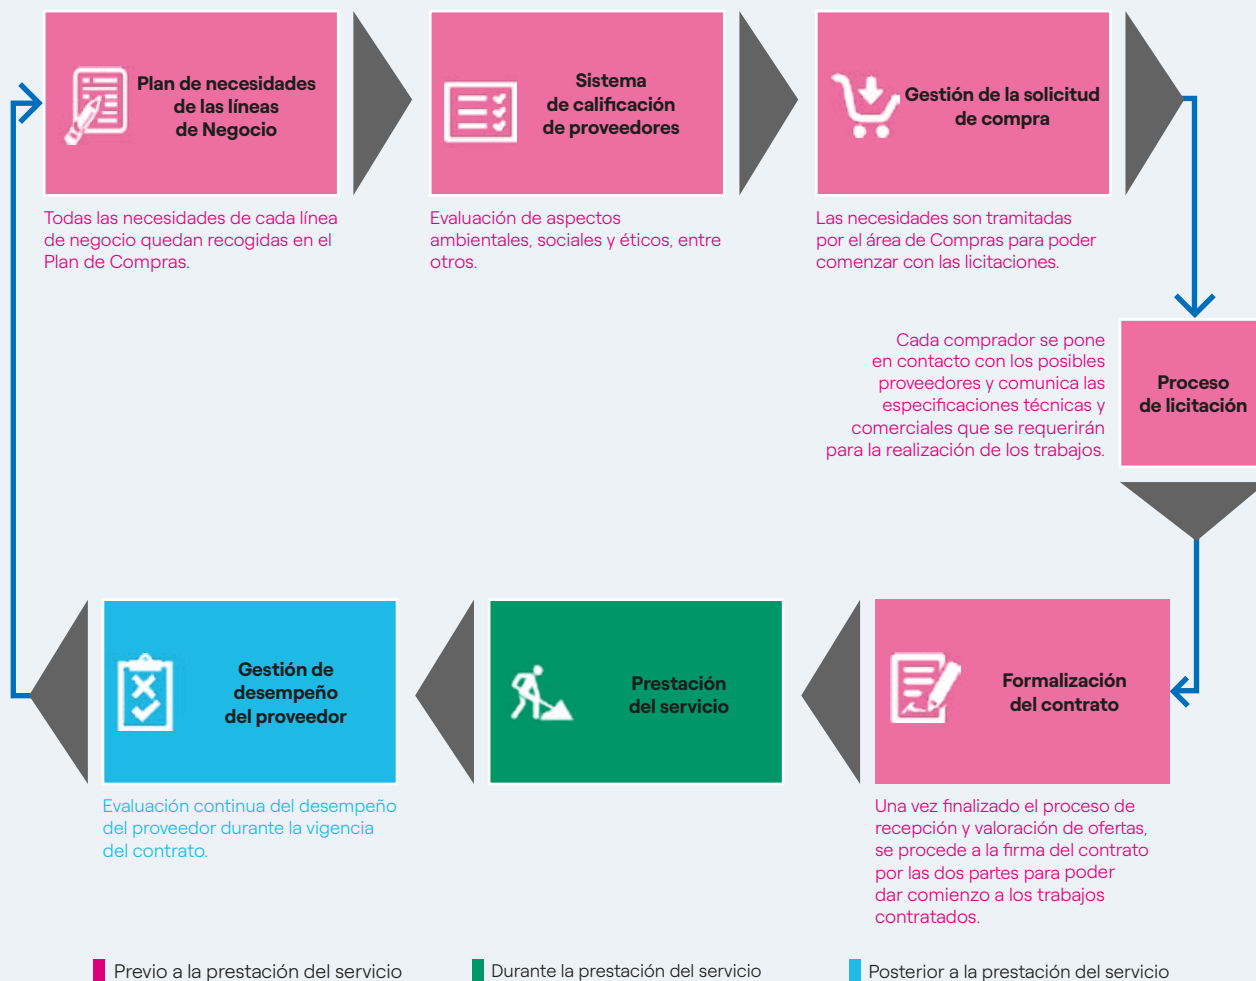 Plan de necesidades
de las líneas
de Negocio
Todas las necesidades de cada línea
de negocio quedan recogidas en el
Plan de Compras.
Sistema
de calificación
de proveedores
Evaluación de aspectos
ambientales, sociales y éticos, entre
otros.
Gestión de la solicitud
de compra
Las necesidades son tramitadas
por el área de Compras para poder
comenzar con las licitaciones.
Cada comprador se pone
en contacto con los posibles
proveedores y comunica las
especificaciones técnicas y
comerciales que se requerirán
para la realización de los trabajos.
Proceso
de licitación
Formalización
del contrato
Una vez finalizado el proceso de
recepción y valoración de ofertas,
se procede a la firma del contrato
por las dos partes para poder
dar comienzo a los trabajos
contratados.
Prestación
del servicio
Gestión de
desempeño
del proveedor
Evaluación continua del desempeño
del proveedor durante la vigencia
del contrato.
Previo a la prestación del servicio
Durante la prestación del servicio
Posterior a la prestación del servicio